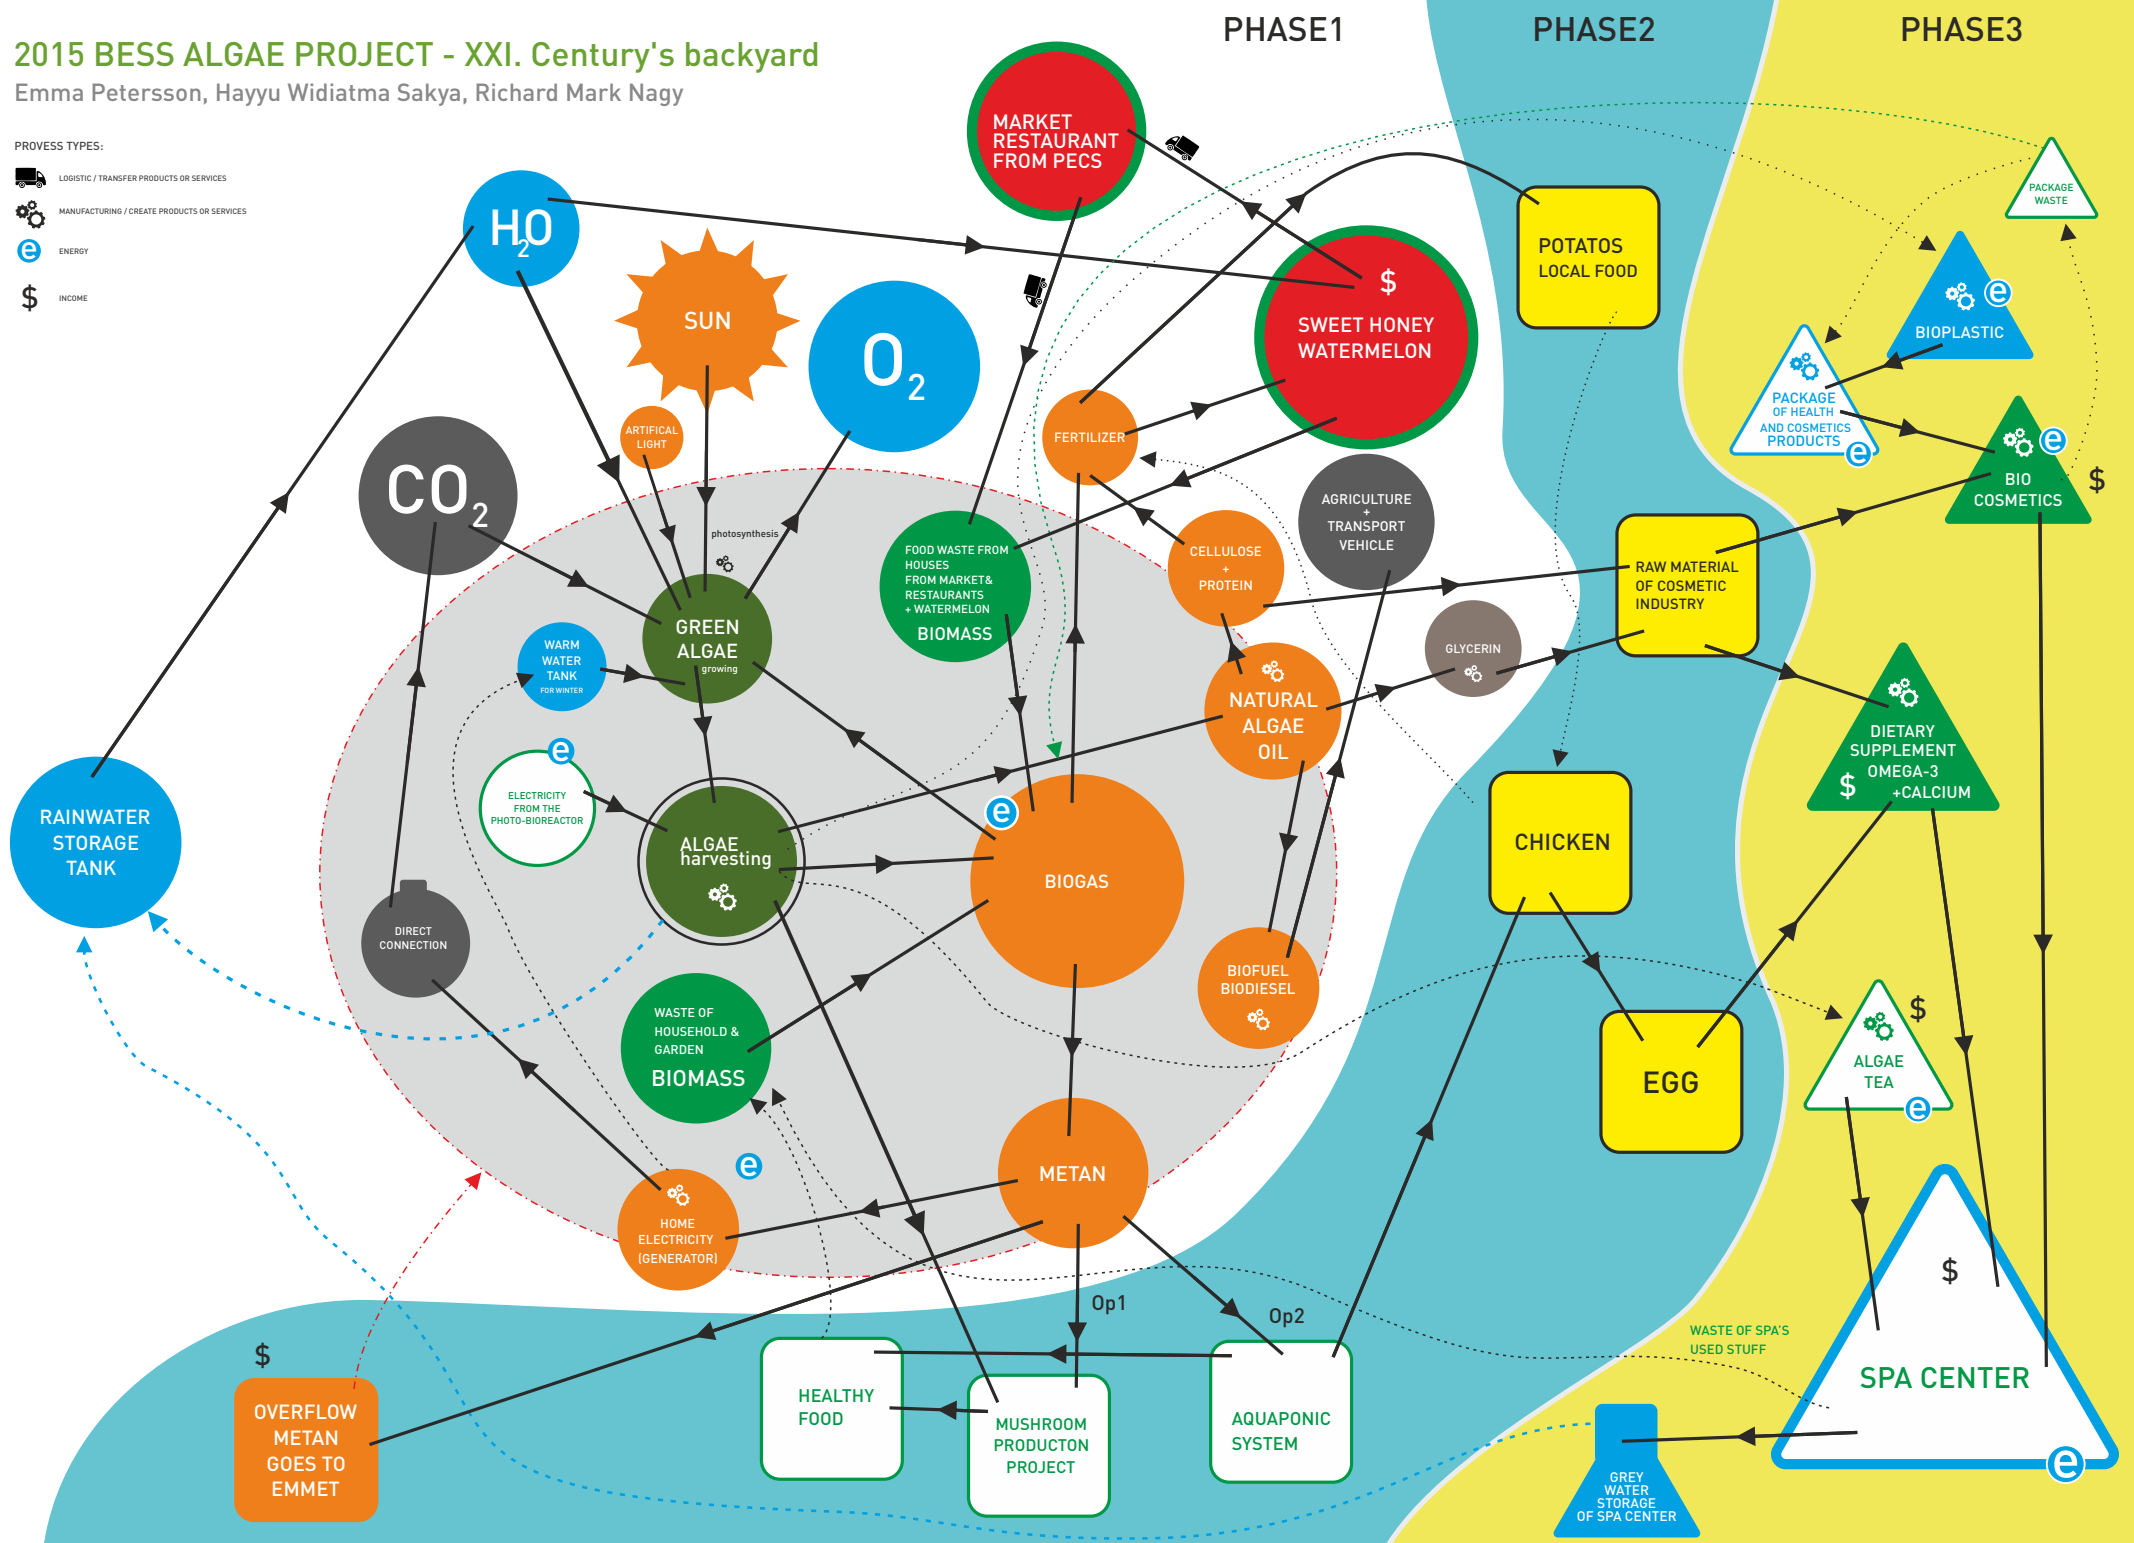 PHASE1
PHASE2
PHASE3
2015 BESS ALGAE PROJECT - XXI. Century's backyard
Emma Petersson, Hayyu Widiatma Sakya, Richard Mark Nagy
PROVESS TYPES:
LOGISTIC / TRANSFER PRODUCTS OR SERVICES
MANUFACTURING / CREATE PRODUCTS OR SERVICES
e
ENERGY
$
INCOME
MARKET
RESTAURANT
FROM PECS
H2O
SUN
O2
ARTIFICAL
LIGHT
CO2
photosynthesis
GREEN
ALGAE
growing
WARM
WATER
TANK
FOR WINTER
e
ELECTRICITY
FROM THE
PHOTO-BIOREACTOR
ALGAE
harvesting
RAINWATER
STORAGE
TANK
DIRECT
CONNECTION
WASTE OF
HOUSEHOLD &
GARDEN
BIOMASS
e
HOME
ELECTRICITY
(GENERATOR)
$
SWEET HONEY
WATERMELON
FERTILIZER
FOOD WASTE FROM
HOUSES
FROM MARKET&
RESTAURANTS
+ WATERMELON
BIOMASS
CELLULOSE
+
PROTEIN
AGRICULTURE
+
TRANSPORT
VEHICLE
GLYCERIN
NATURAL
ALGAE
OIL
e
BIOGAS
BIOFUEL
BIODIESEL
METAN
Op1
Op2
$
OVERFLOW
METAN
GOES TO
EMMET
HEALTHY
FOOD
MUSHROOM
PRODUCTON
PROJECT
AQUAPONIC
SYSTEM
POTATOS
LOCAL FOOD
RAW MATERIAL
OF COSMETIC
INDUSTRY
CHICKEN
EGG
PACKAGE
WASTE
e
BIOPLASTIC
PACKAGE
OF HEALTH
AND COSMETICS
PRODUCTS
e
e
BIO
COSMETICS
$
DIETARY
SUPPLEMENT
OMEGA-3
$ +CALCIUM
$
ALGAE
TEA
e
$
WASTE OF SPA'S
USED STUFF
SPA CENTER
e
GREY
WATER
STORAGE
OF SPA CENTER